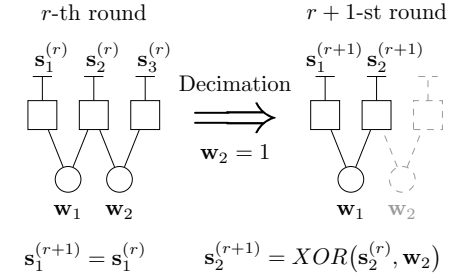 r-th round r + 1-st round
s₁⁽ʳ⁾ s₂⁽ʳ⁾ s₃⁽ʳ⁾ s₁⁽ʳ⁺¹⁾ s₂⁽ʳ⁺¹⁾
Decimation
w₂ = 1
w₁ w₂ w₁ w₂
s₁⁽ʳ⁺¹⁾ = s₁⁽ʳ⁾ s₂⁽ʳ⁺¹⁾ = XOR(s₂⁽ʳ⁾, w₂)